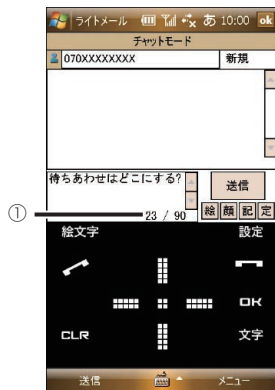 ライトメール あ 10:00 ok
チャットモード
070XXXXXXXX 新規
待ちあわせはどこにする?
送信
① 23 / 90 絵 顔 記 定
絵文字 設定
OK
CLR 文字
送信 メニュー